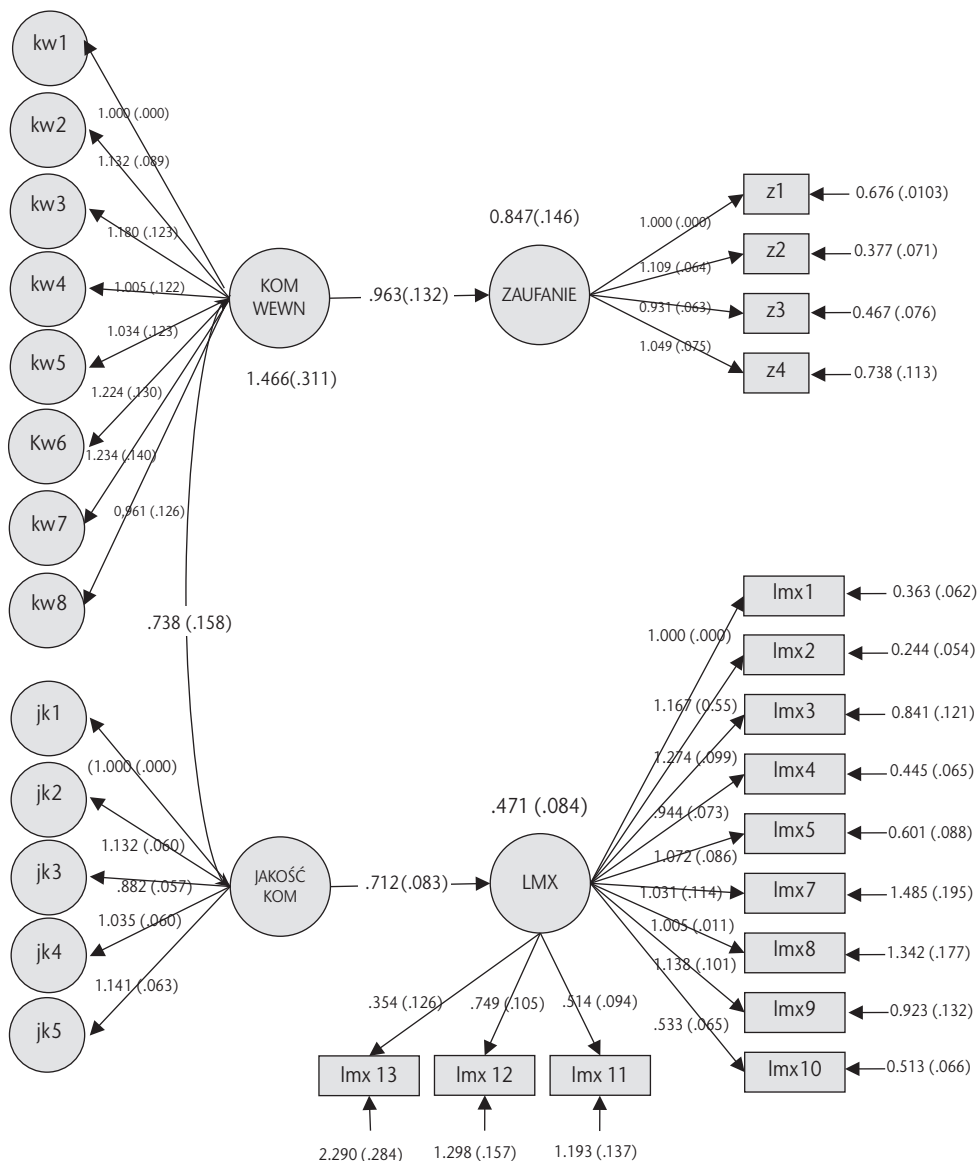 kw1
kw2
kw3
kw4
kw5
Kw6
kw7
kw8
1.000 (.000)
1.132 (.089)
1.180 (.123)
1.005 (.122)
1.034 (.123)
1.224 (.130)
1.234 (.140)
0,961 (.126)
KOM
WEWN
1.466(.311)
.963(.132)
0.847(.146)
ZAUFANIE
1.000 (.000)
1.109 (.064)
0.931 (.063)
1.049 (.075)
z1
z2
z3
z4
0.676 (.0103)
0.377 (.071)
0.467 (.076)
0.738 (.113)
.738 (.158)
jk1
jk2
jk3
jk4
jk5
(1.000 (.000)
1.132 (.060)
.882 (.057)
1.035 (.060)
1.141 (.063)
JAKOŚĆ
KOM
.712(.083)
.471 (.084)
LMX
1.000 (.000)
1.167 (0.55)
1.274 (.099)
.944 (.073)
1.072 (.086)
1.031 (.114)
1.005 (.011)
1.138 (.101)
.533 (.065)
lmx1
lmx2
lmx3
lmx4
lmx5
lmx7
lmx8
lmx9
lmx10
0.363 (.062)
0.244 (.054)
0.841 (.121)
0.445 (.065)
0.601 (.088)
1.485 (.195)
1.342 (.177)
0.923 (.132)
0.513 (.066)
.354 (.126)
.749 (.105)
.514 (.094)
lmx 13
lmx 12
lmx 11
2.290 (.284)
1.298 (.157)
1.193 (.137)